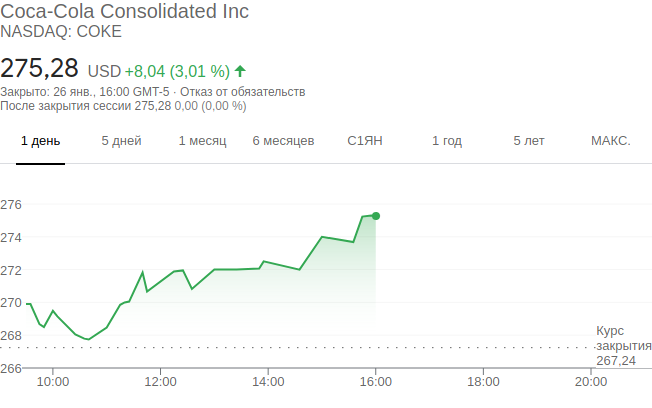 Coca-Cola Consolidated Inc
NASDAQ: COKE
275,28 USD +8,04 (3,01 %)
Закрыто: 26 янв., 16:00 GMT-5 · Отказ от обязательств
После закрытия сессии 275,28 0,00 (0,00 %)
1 день 5 дней 1 месяц 6 месяцев С1ЯН 1 год 5 лет МАКС.
276
274
272
270
268
Курс
закрытия
267,24
266
10:00 12:00 14:00 16:00 18:00 20:00